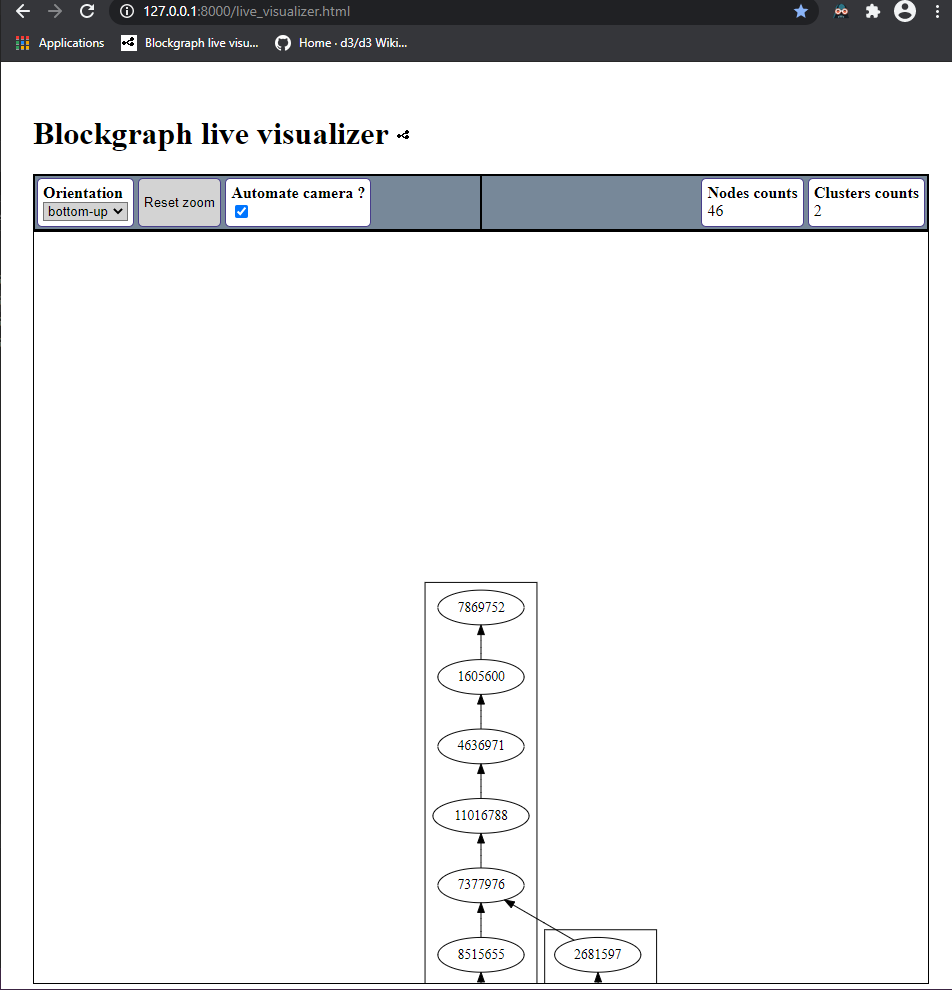 127.0.0.1:8000/live_visualizer.html
Applications Blockgraph live visu... Home · d3/d3 Wiki...
Blockgraph live visualizer
Orientation
bottom-up
Reset zoom
Automate camera ?
Nodes counts
46
Clusters counts
2
7869752
1605600
4636971
11016788
7377976
8515655
2681597